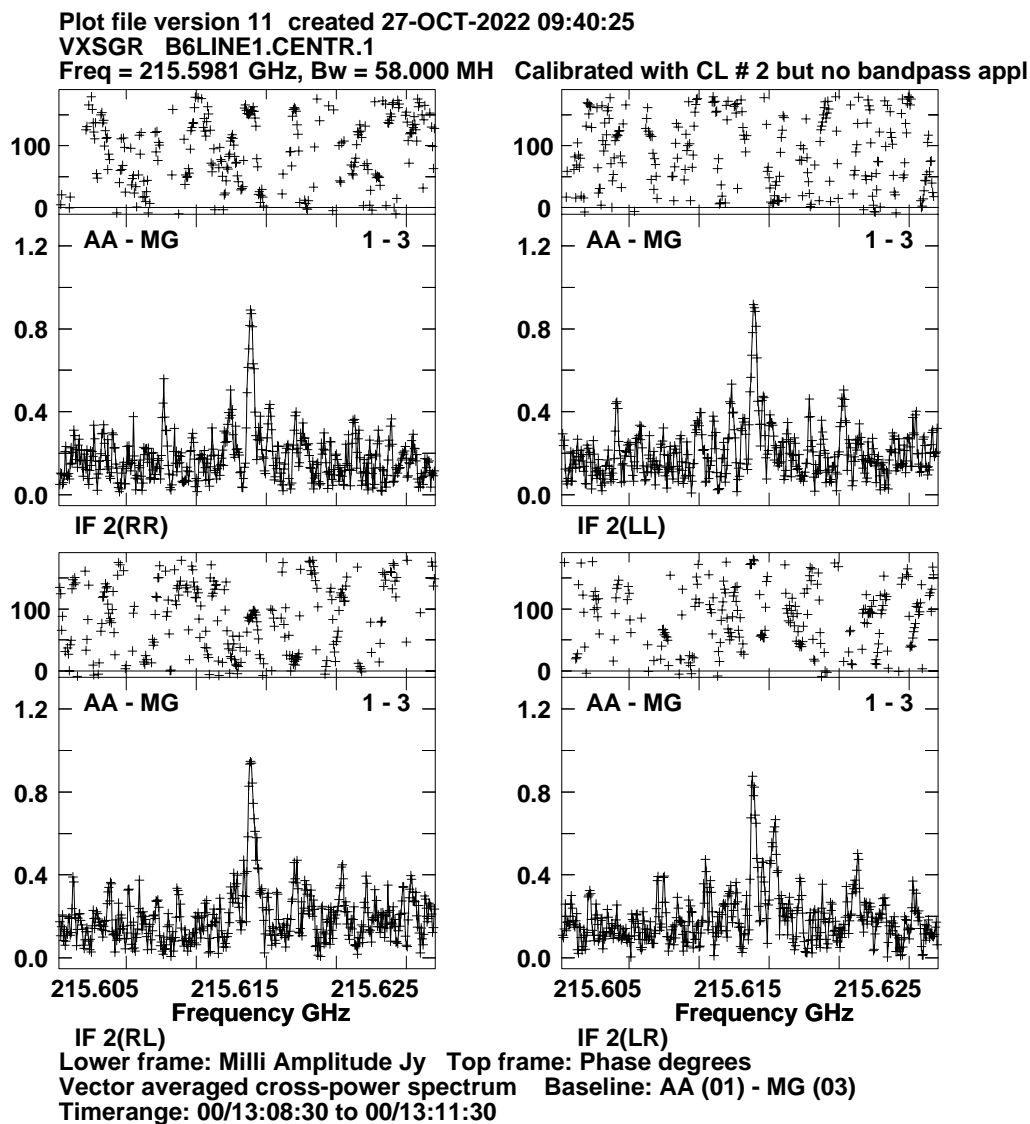 Plot file version 11 created 27-OCT-2022 09:40:25
VXSGR B6LINE1.CENTR.1
Freq = 215.5981 GHz, Bw = 58.000 MH Calibrated with CL # 2 but no bandpass appl
100
0
100
0
AA - MG 1 - 3
AA - MG 1 - 3
1.2
0.8
0.4
0.0
1.2
0.8
0.4
0.0
IF 2(RR)
IF 2(LL)
100
0
100
0
AA - MG 1 - 3
AA - MG 1 - 3
1.2
0.8
0.4
0.0
1.2
0.8
0.4
0.0
215.605 215.615 215.625
215.605 215.615 215.625
Frequency GHz
Frequency GHz
IF 2(RL)
IF 2(LR)
Lower frame: Milli Amplitude Jy Top frame: Phase degrees
Vector averaged cross-power spectrum Baseline: AA (01) - MG (03)
Timerange: 00/13:08:30 to 00/13:11:30